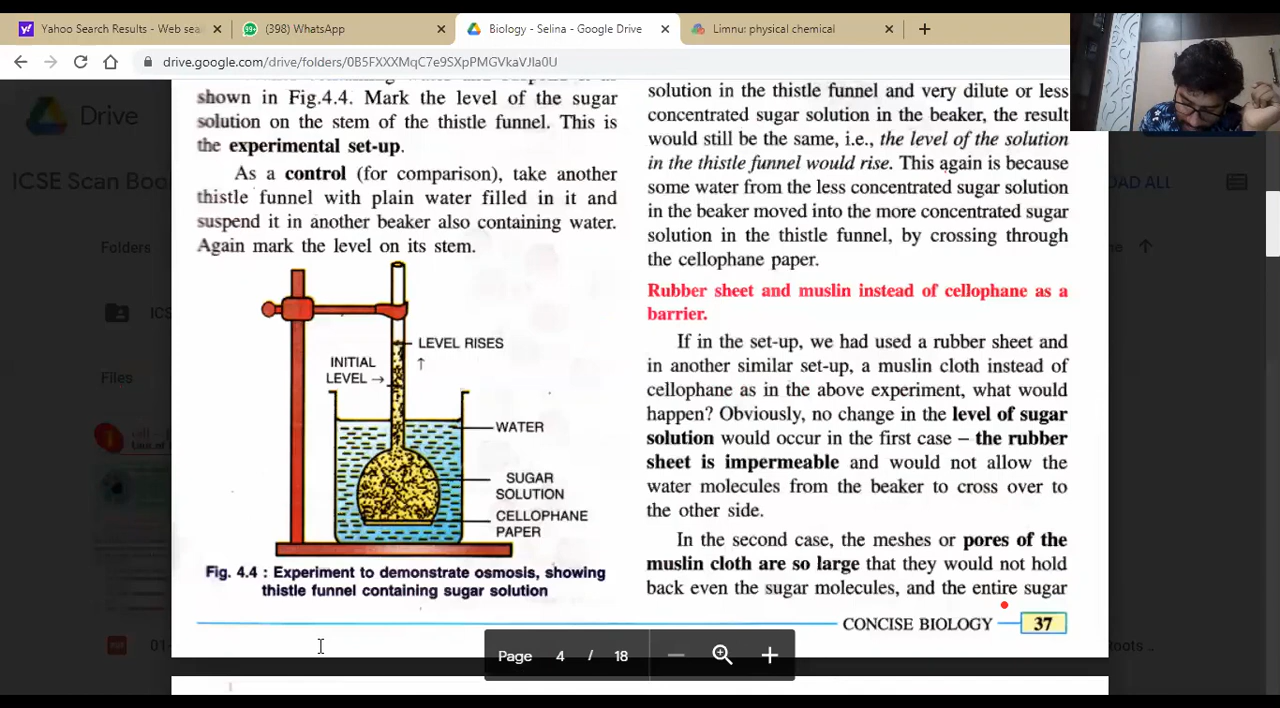 Yahoo Search Results - Web sea
(398) WhatsApp
Biology - Selina - Google Drive
Limnu: physical chemical
drive.google.com/drive/folders/0B5FXXXMqC7e9SXpPMGVkaVJla0U
Drive
ICSE Scan Boo
OAD ALL
Folders
ICS
Files
01-
oots ..
shown in Fig.4.4. Mark the level of the sugar
solution on the stem of the thistle funnel. This is
the experimental set-up.
As a control (for comparison), take another
thistle funnel with plain water filled in it and
suspend it in another beaker also containing water.
Again mark the level on its stem.
LEVEL RISES
INITIAL
LEVEL →
WATER
SUGAR
SOLUTION
CELLOPHANE
PAPER
Fig. 4.4 : Experiment to demonstrate osmosis, showing
thistle funnel containing sugar solution
solution in the thistle funnel and very dilute or less
concentrated sugar solution in the beaker, the result
would still be the same, i.e., the level of the solution
in the thistle funnel would rise. This again is because
some water from the less concentrated sugar solution
in the beaker moved into the more concentrated sugar
solution in the thistle funnel, by crossing through
the cellophane paper.
Rubber sheet and muslin instead of cellophane as a
barrier.
If in the set-up, we had used a rubber sheet and
in another similar set-up, a muslin cloth instead of
cellophane as in the above experiment, what would
happen? Obviously, no change in the level of sugar
solution would occur in the first case – the rubber
sheet is impermeable and would not allow the
water molecules from the beaker to cross over to
the other side.
In the second case, the meshes or pores of the
muslin cloth are so large that they would not hold
back even the sugar molecules, and the entire sugar
CONCISE BIOLOGY 37
Page 4 / 18